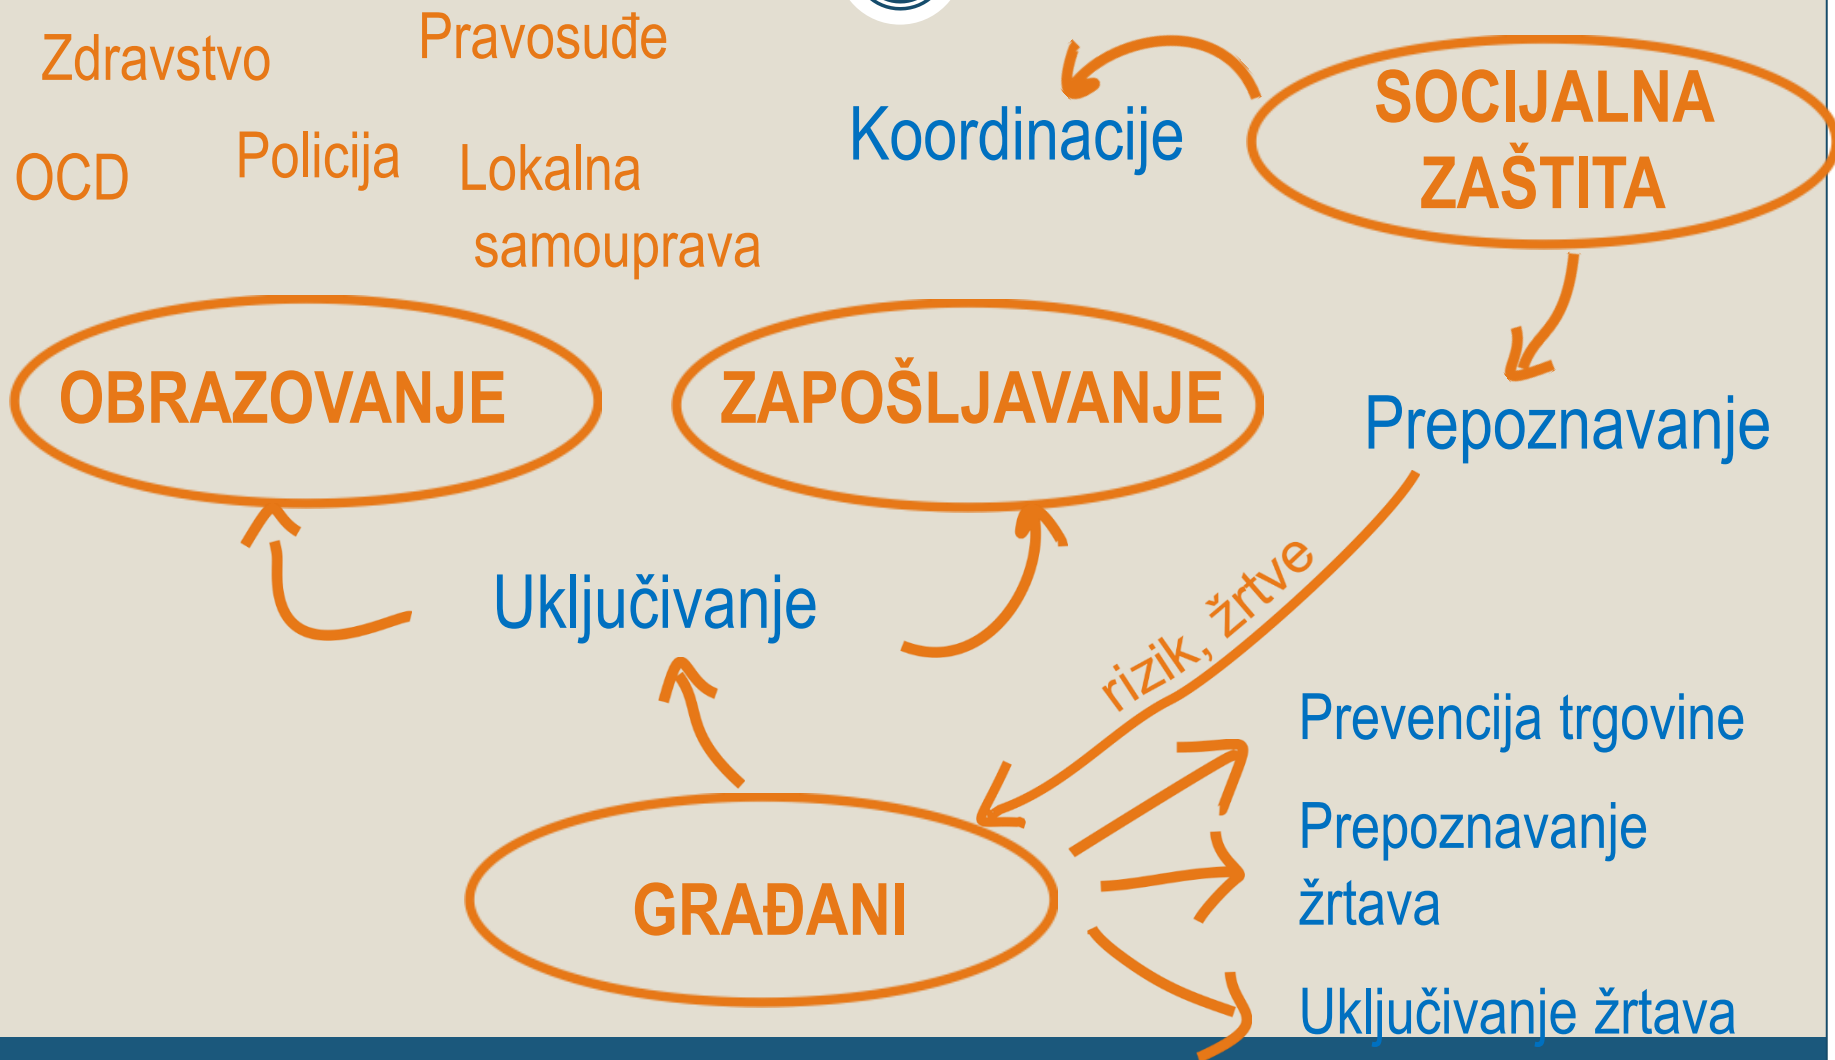 Zdravstvo
Pravosuđe
OCD
Policija
Lokalna
samouprava
Koordinacije
SOCIJALNA
ZAŠTITA
OBRAZOVANJE
ZAPOŠLJAVANJE
Prepoznavanje
Uključivanje
rizik, žrtve
GRAĐANI
Prevencija trgovine
Prepoznavanje
žrtava
Uključivanje žrtava